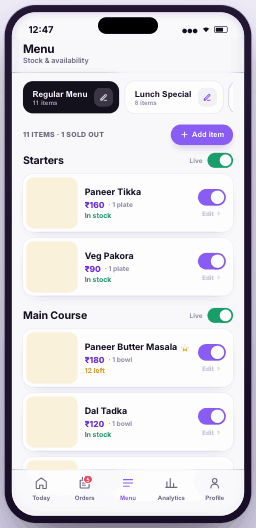 12:47
Menu
Stock & availability
Regular Menu
11 items
Lunch Special
8 items
11 ITEMS · 1 SOLD OUT
+ Add item
Starters
Live
Paneer Tikka
₹160 · 1 plate
In stock
Edit
Veg Pakora
₹90 · 1 plate
In stock
Edit
Main Course
Live
Paneer Butter Masala
₹180 · 1 bowl
12 left
Edit
Dal Tadka
₹120 · 1 bowl
In stock
Edit
Today
Orders
Menu
Analytics
Profile